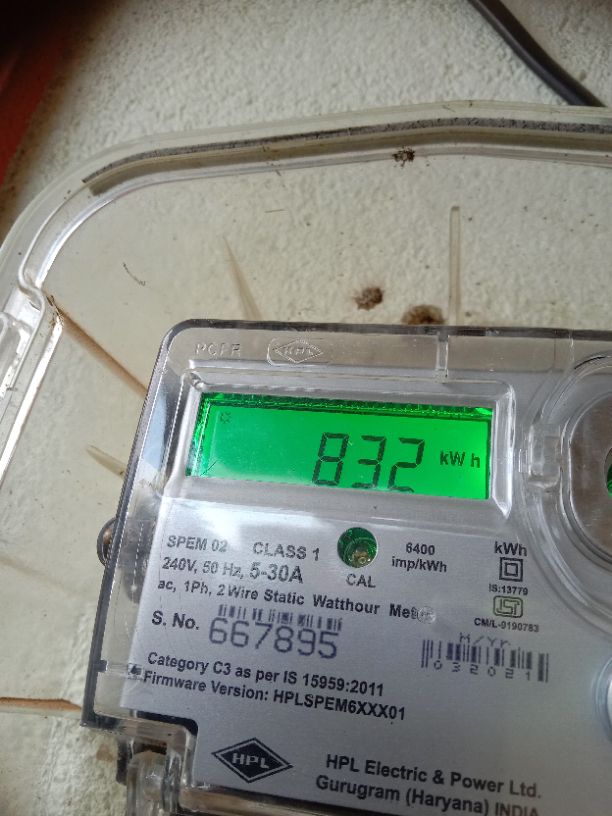 PCPR HPL
832 kWh
SPEM 02 CLASS 1 6400 imp/kWh kWh
240V, 50 Hz, 5-30A CAL
IS:13779
ac, 1Ph, 2 Wire Static Watthour Meter
CM/L-9190783
S. No. 667895
M/Yr
032021
Category C3 as per IS 15959:2011
Firmware Version: HPLSPEM6XXX01
HPL
HPL Electric & Power Ltd.
Gurugram (Haryana) INDIA